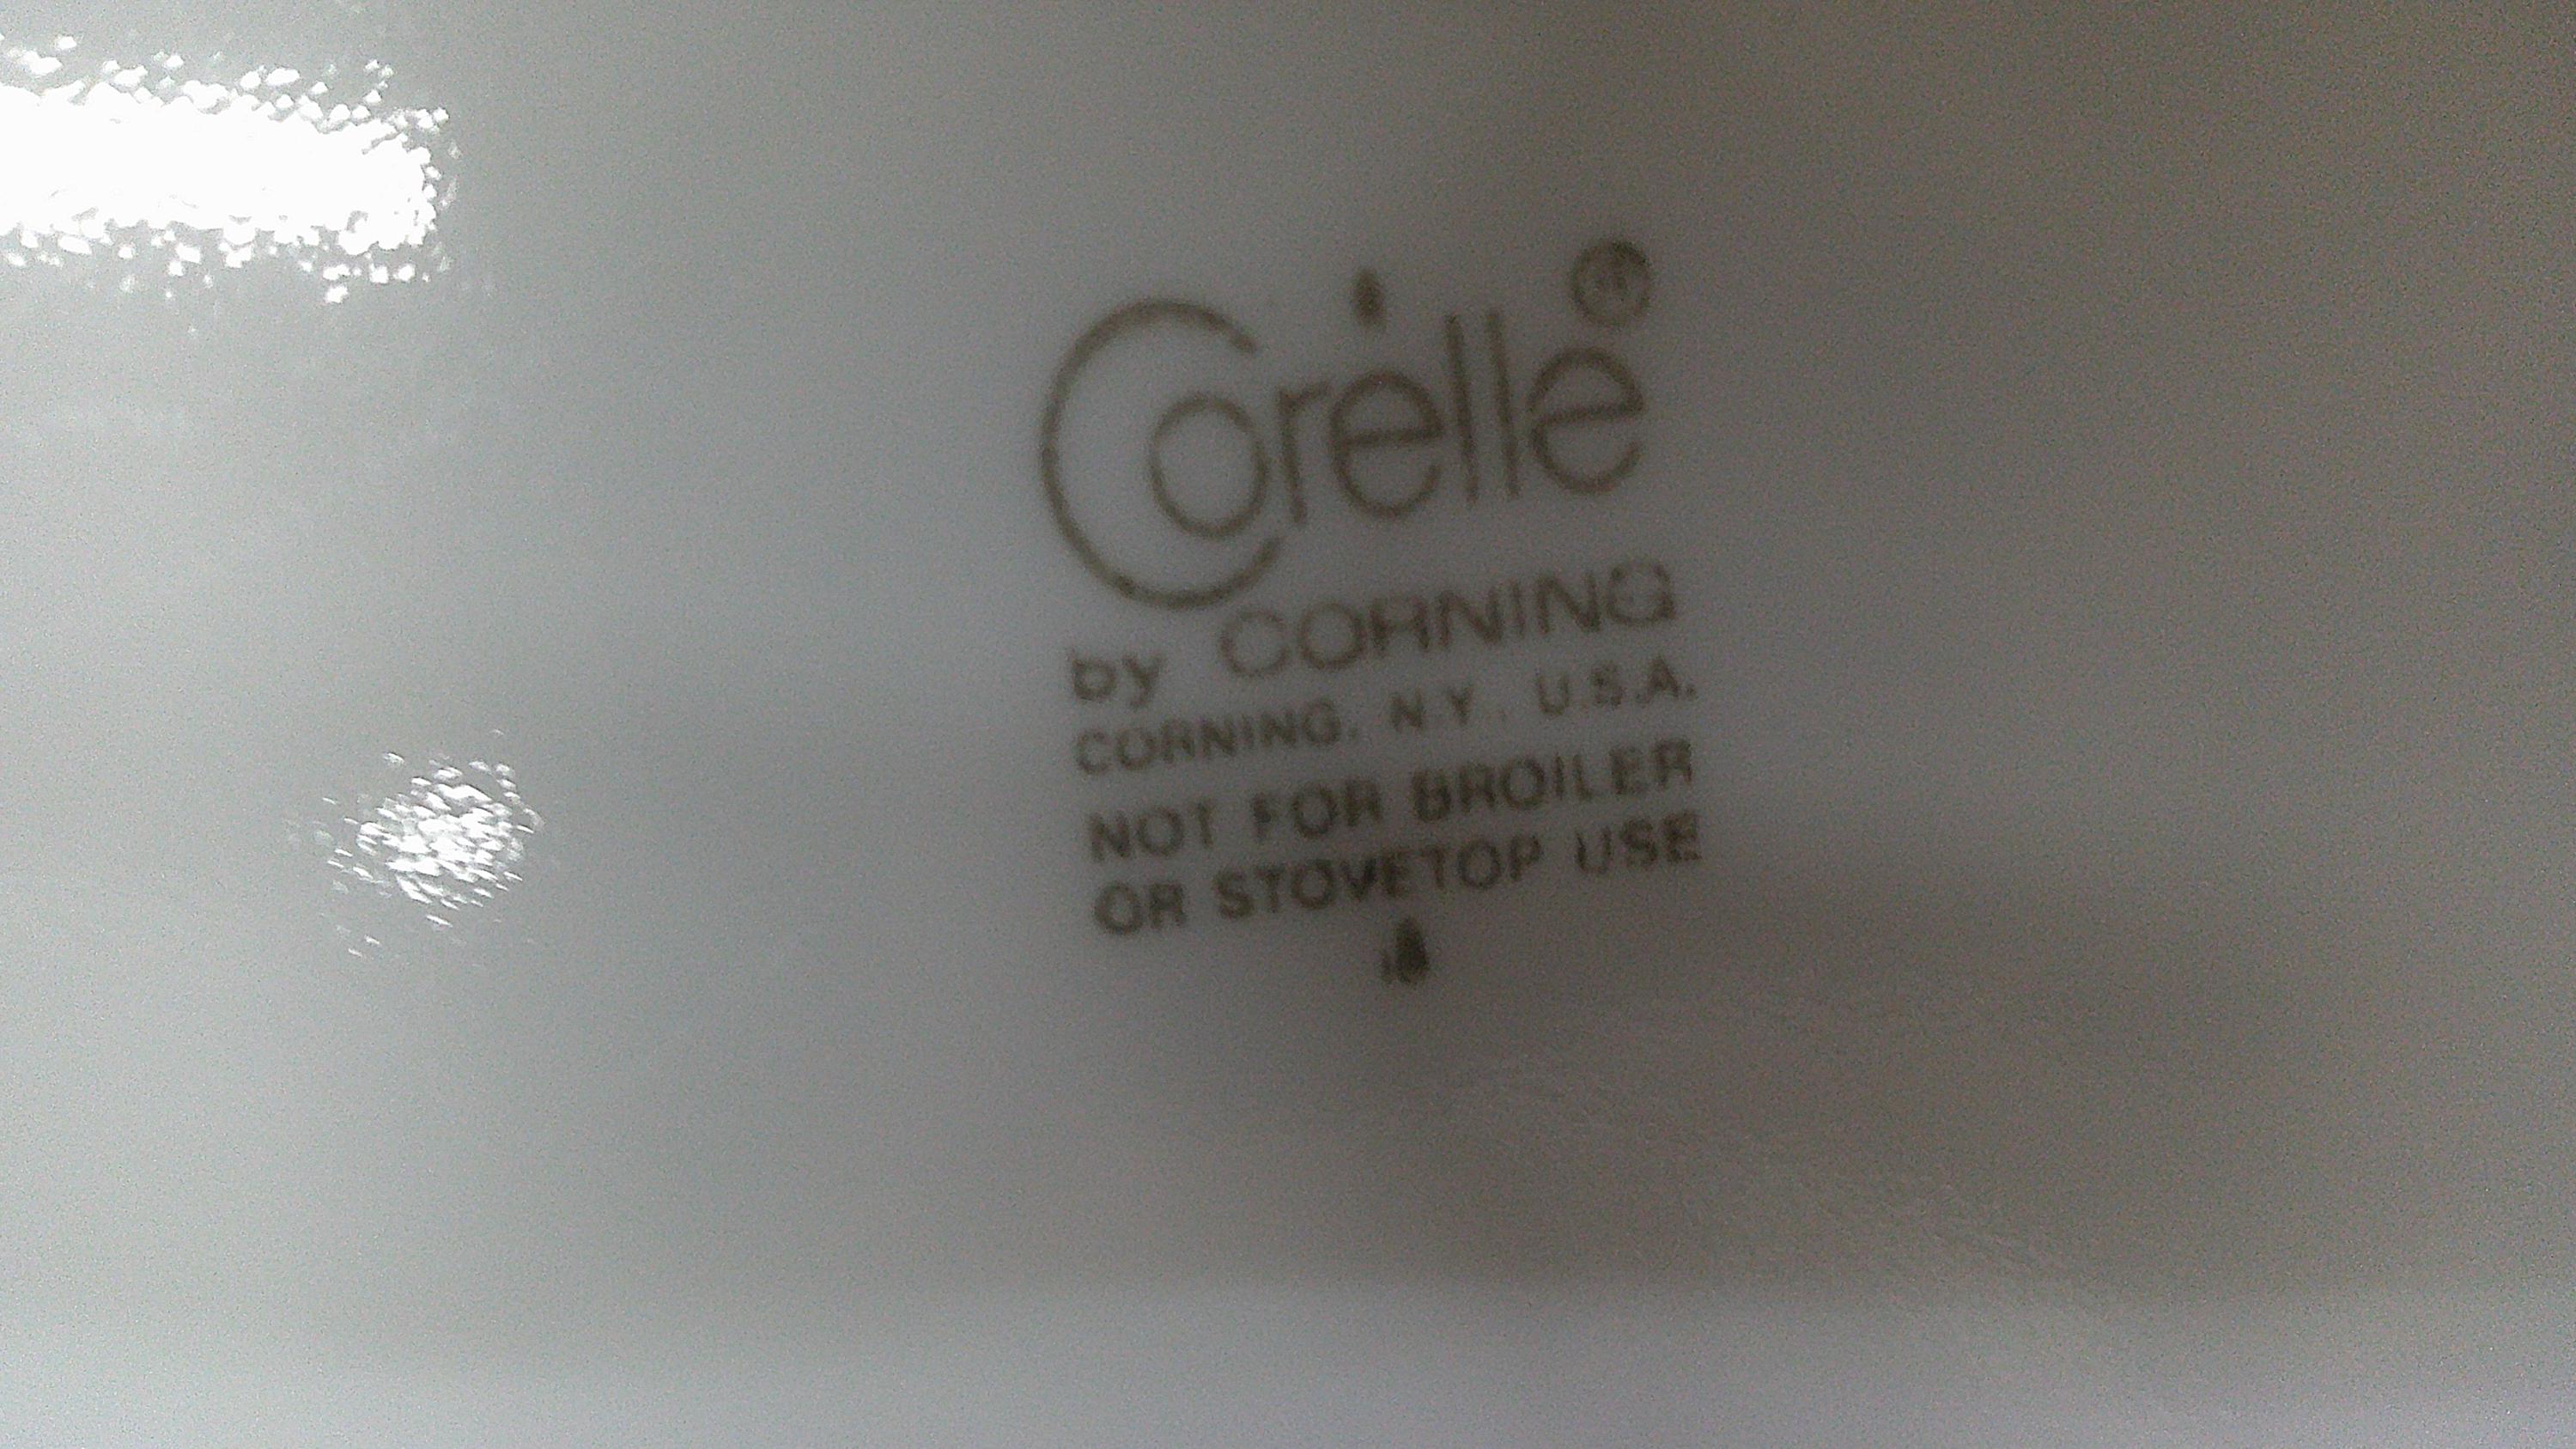 Corelle®
by CORNING
CORNING, N.Y., U.S.A.
NOT FOR BROILER
OR STOVETOP USE